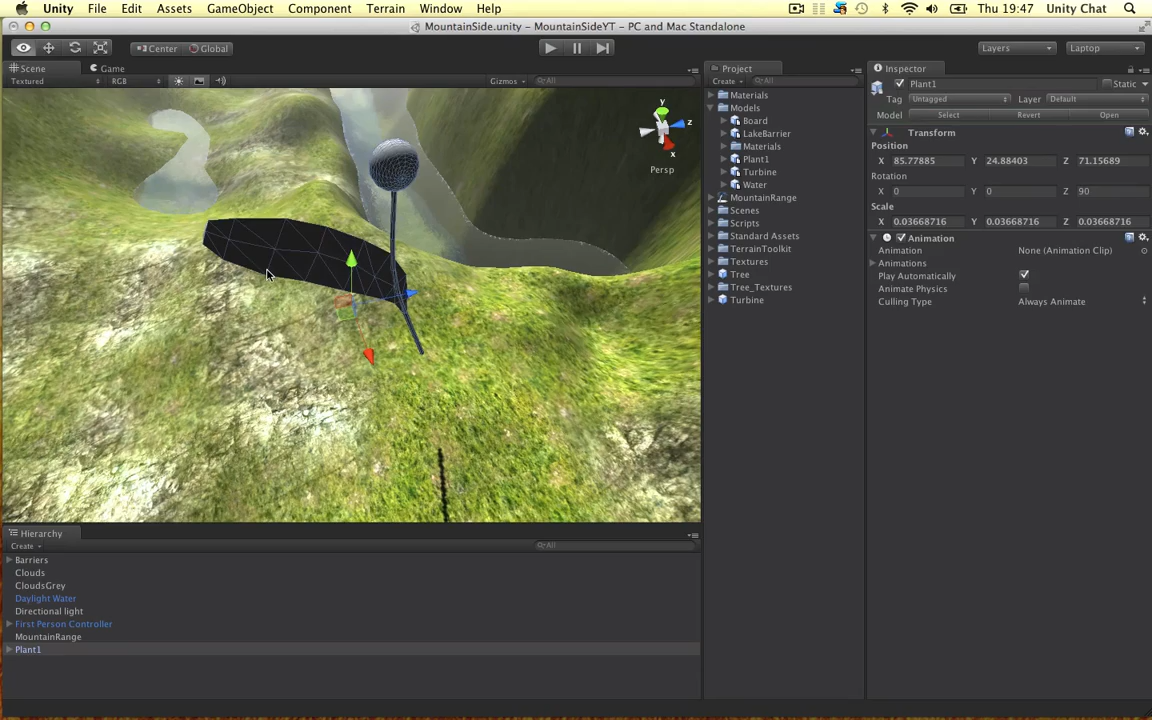 Unity File Edit Assets GameObject Component Terrain Window Help Thu 19:47 Unity Chat
MountainSide.unity – MountainSideYT – PC and Mac Standalone
Center Global Layers Laptop
Scene Game
Textured RGB Gizmos All
y
z
x
Persp
Project
Create All
Materials
Models
Board
LakeBarrier
Materials
Plant1
Turbine
Water
MountainRange
Scenes
Scripts
Standard Assets
TerrainToolkit
Textures
Tree
Tree_Textures
Turbine
Inspector
Plant1 Static
Tag Untagged Layer Default
Model Select Revert Open
Transform
Position
X 85.77885 Y 24.88403 Z 71.15689
Rotation
X 0 Y 0 Z 90
Scale
X 0.03668716 Y 0.03668716 Z 0.03668716
Animation
Animation None (Animation Clip)
Animations
Play Automatically
Animate Physics
Culling Type Always Animate
Hierarchy
Create All
Barriers
Clouds
CloudsGrey
Daylight Water
Directional light
First Person Controller
MountainRange
Plant1